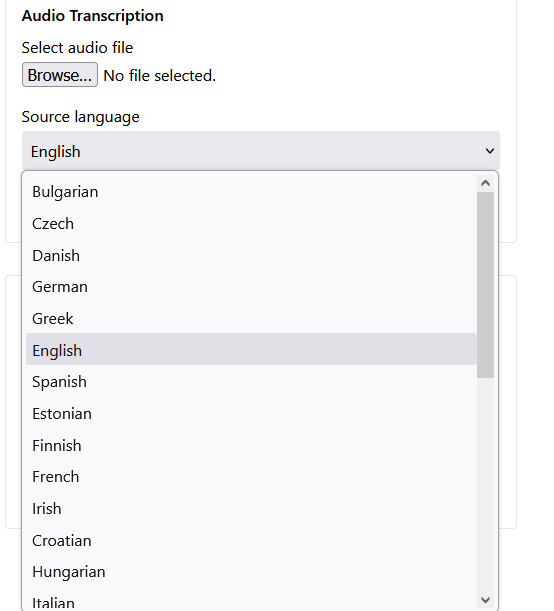 Audio Transcription
Select audio file
Browse... No file selected.
Source language
English
Bulgarian
Czech
Danish
German
Greek
English
Spanish
Estonian
Finnish
French
Irish
Croatian
Hungarian
Italian